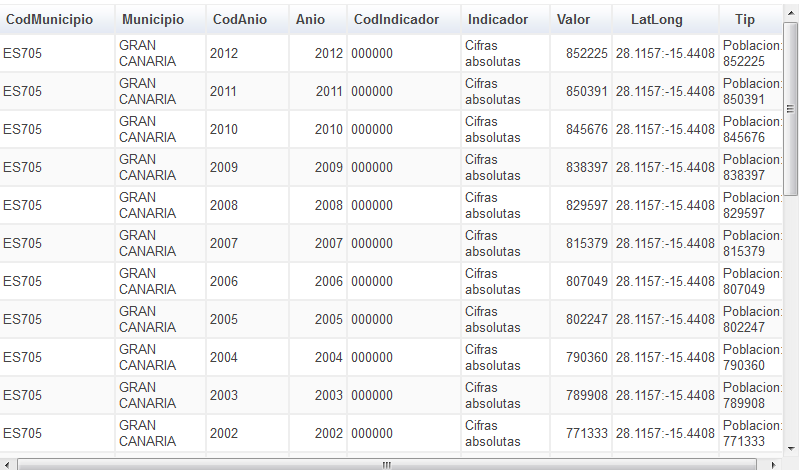 CodMunicipio Municipio CodAnio Anio CodIndicador Indicador Valor LatLong Tip
ES705 GRAN CANARIA 2012 2012 000000 Cifras absolutas 852225 28.1157:-15.4408 Poblacion: 852225
ES705 GRAN CANARIA 2011 2011 000000 Cifras absolutas 850391 28.1157:-15.4408 Poblacion: 850391
ES705 GRAN CANARIA 2010 2010 000000 Cifras absolutas 845676 28.1157:-15.4408 Poblacion: 845676
ES705 GRAN CANARIA 2009 2009 000000 Cifras absolutas 838397 28.1157:-15.4408 Poblacion: 838397
ES705 GRAN CANARIA 2008 2008 000000 Cifras absolutas 829597 28.1157:-15.4408 Poblacion: 829597
ES705 GRAN CANARIA 2007 2007 000000 Cifras absolutas 815379 28.1157:-15.4408 Poblacion: 815379
ES705 GRAN CANARIA 2006 2006 000000 Cifras absolutas 807049 28.1157:-15.4408 Poblacion: 807049
ES705 GRAN CANARIA 2005 2005 000000 Cifras absolutas 802247 28.1157:-15.4408 Poblacion: 802247
ES705 GRAN CANARIA 2004 2004 000000 Cifras absolutas 790360 28.1157:-15.4408 Poblacion: 790360
ES705 GRAN CANARIA 2003 2003 000000 Cifras absolutas 789908 28.1157:-15.4408 Poblacion: 789908
ES705 GRAN CANARIA 2002 2002 000000 Cifras absolutas 771333 28.1157:-15.4408 Poblacion: 771333